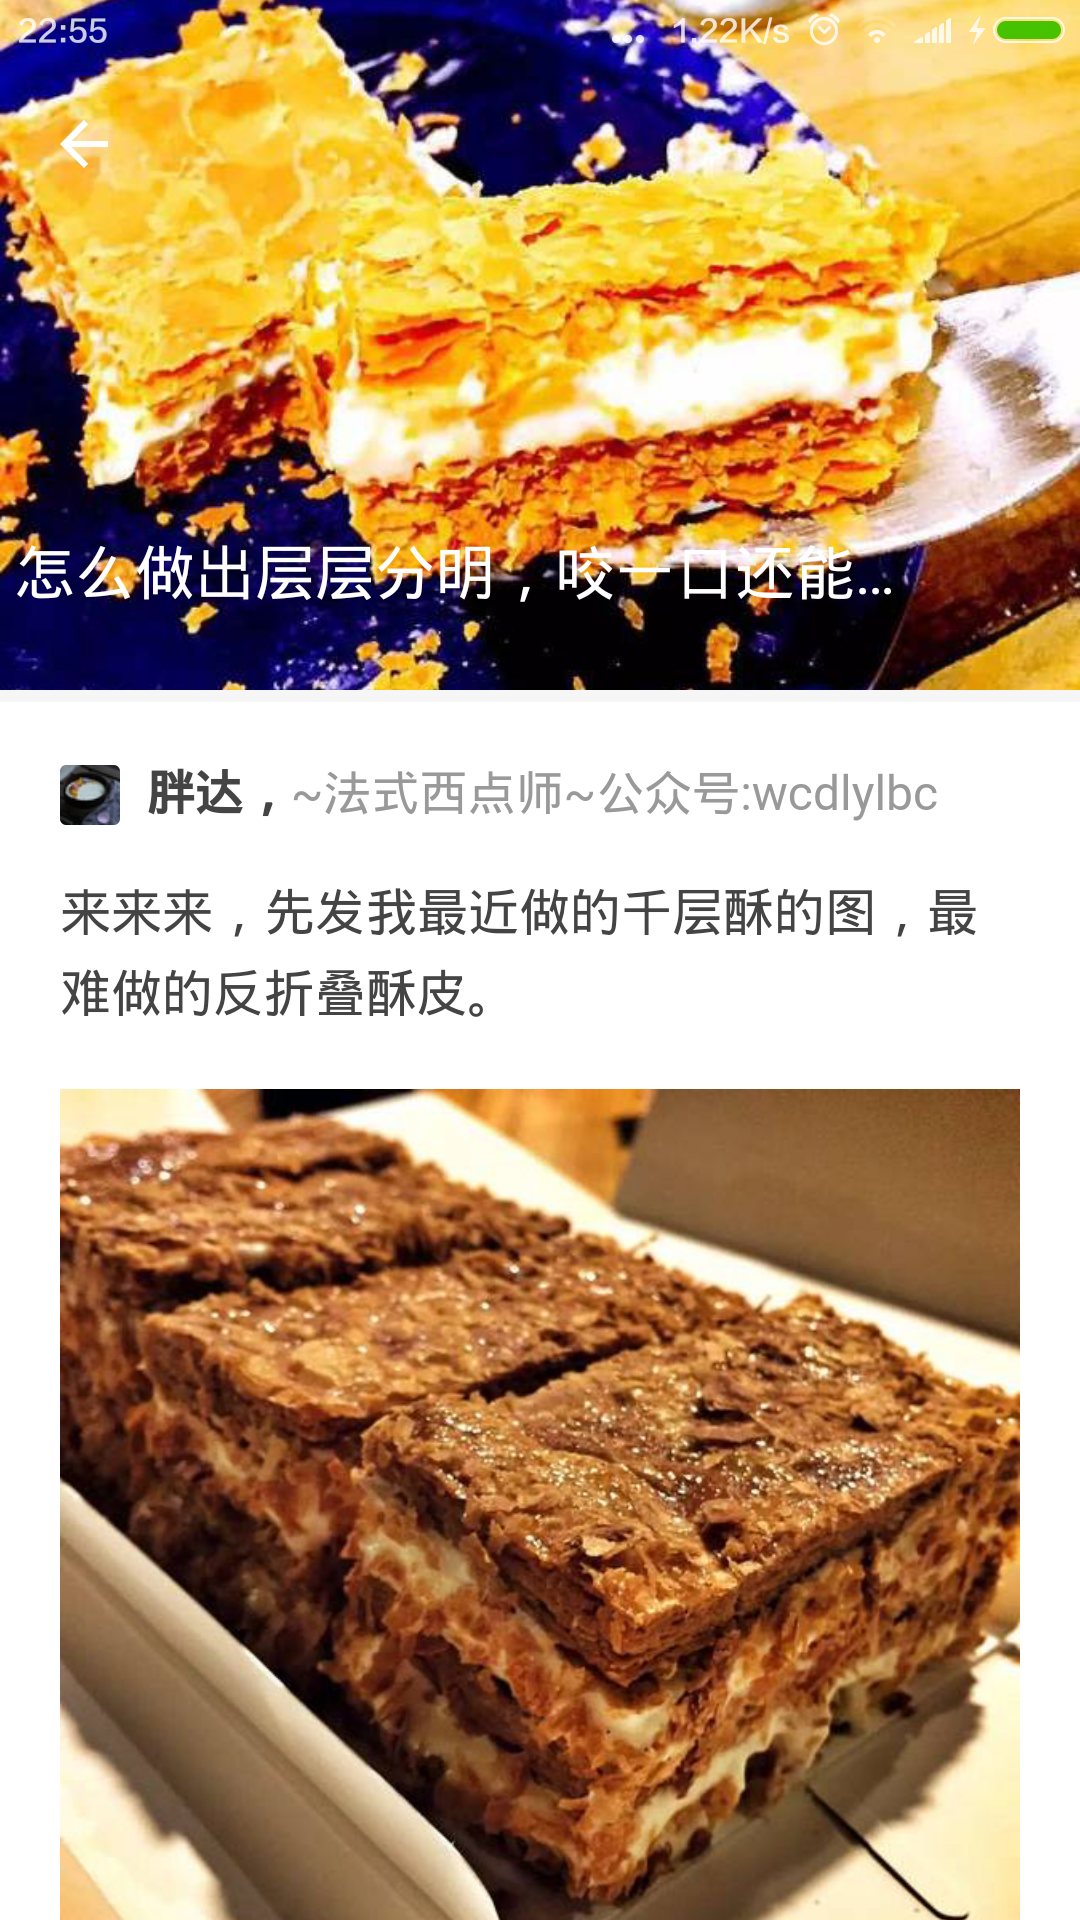 22:55
... 1.22K/s
怎么做出层层分明，咬一口还能...
胖达，~法式西点师~公众号:wcdlylbc
来来来，先发我最近做的千层酥的图，最
难做的反折叠酥皮。